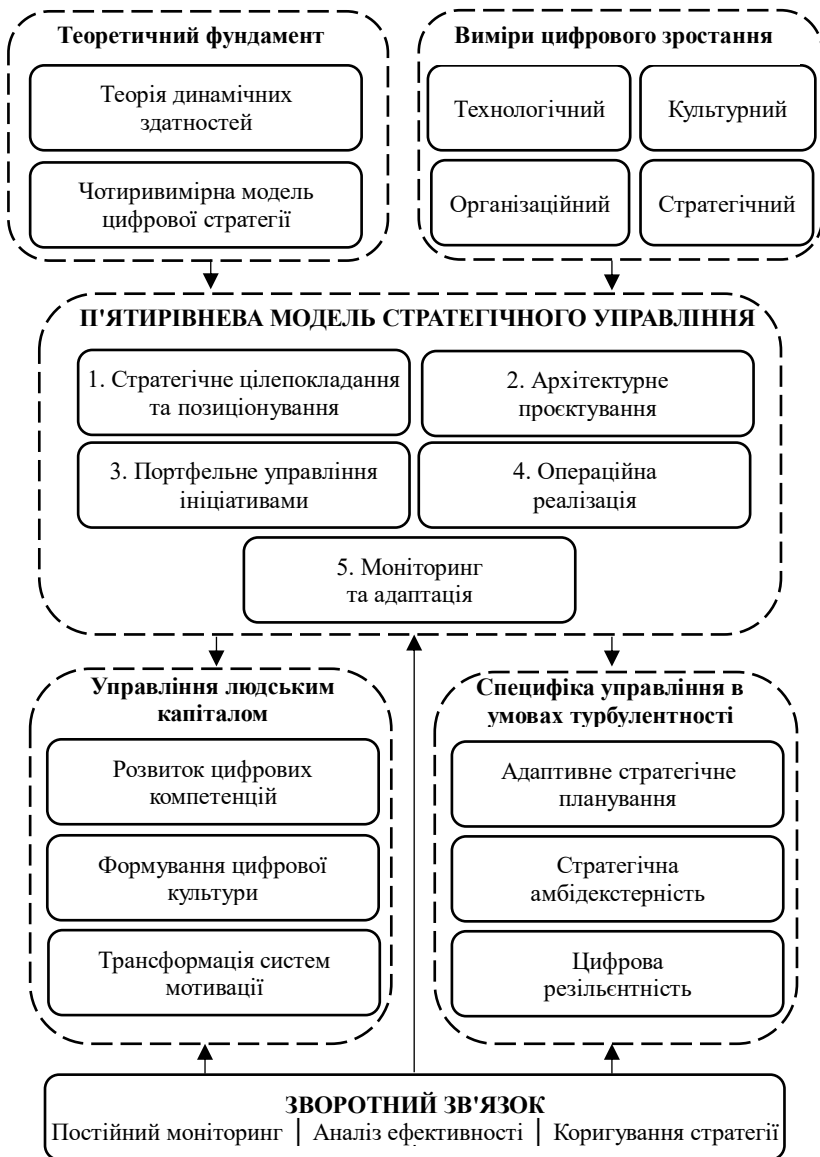 Теоретичний фундамент
Теорія динамічних
здатностей
Чотиривимірна модель
цифрової стратегії
Виміри цифрового зростання
Технологічний
Культурний
Організаційний
Стратегічний
П'ЯТИРІВНЕВА МОДЕЛЬ СТРАТЕГІЧНОГО УПРАВЛІННЯ
1. Стратегічне цілепокладання
та позиціонування
2. Архітектурне
проєктування
3. Портфельне управління
ініціативами
4. Операційна
реалізація
5. Моніторинг
та адаптація
Управління людським
капіталом
Розвиток цифрових
компетенцій
Формування цифрової
культури
Трансформація систем
мотивації
Специфіка управління в
умовах турбулентності
Адаптивне стратегічне
планування
Стратегічна
амбідекстерність
Цифрова
резільєнтність
ЗВОРОТНИЙ ЗВ'ЯЗОК
Постійний моніторинг | Аналіз ефективності | Коригування стратегії